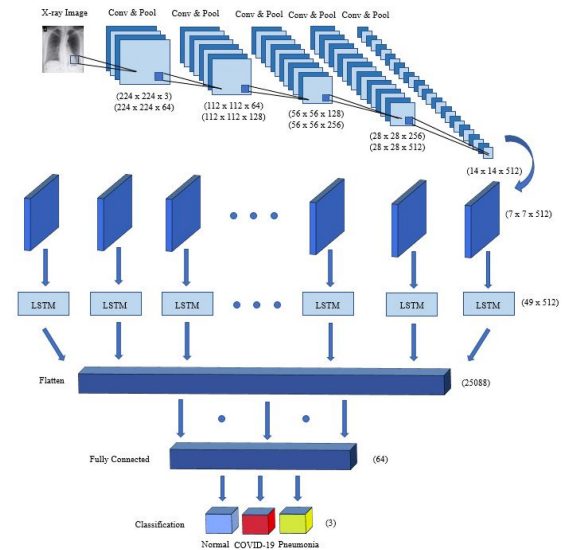 X-ray Image
Conv & Pool
Conv & Pool
Conv & Pool
Conv & Pool
Conv & Pool
(224 x 224 x 3)
(224 x 224 x 64)
(112 x 112 x 64)
(112 x 112 x 128)
(56 x 56 x 128)
(56 x 56 x 256)
(28 x 28 x 256)
(28 x 28 x 512)
(14 x 14 x 512)
(7 x 7 x 512)
LSTM
LSTM
LSTM
LSTM
LSTM
LSTM
(49 x 512)
Flatten
(25088)
Fully Connected
(64)
Classification
(3)
Normal
COVID-19
Pneumonia